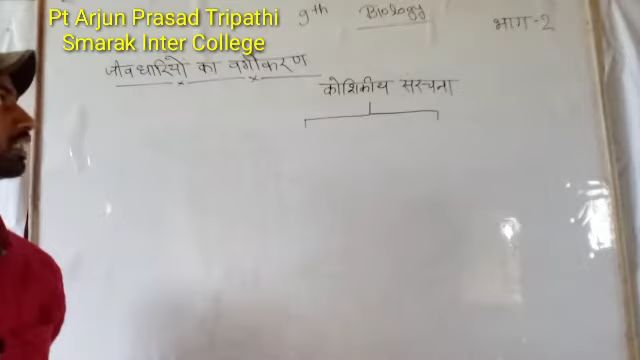 Pt Arjun Prasad Tripathi
Smarak Inter College
9th Biology भाग-2
जीवधारियो का वर्गीकरण
कोशिकीय संरचना